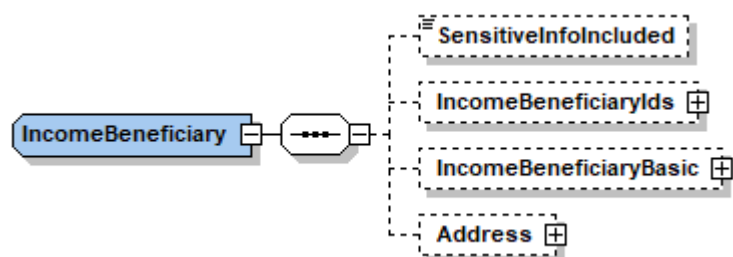 SensitiveInfoIncluded
IncomeBeneficiaryIds
IncomeBeneficiary
IncomeBeneficiaryBasic
Address